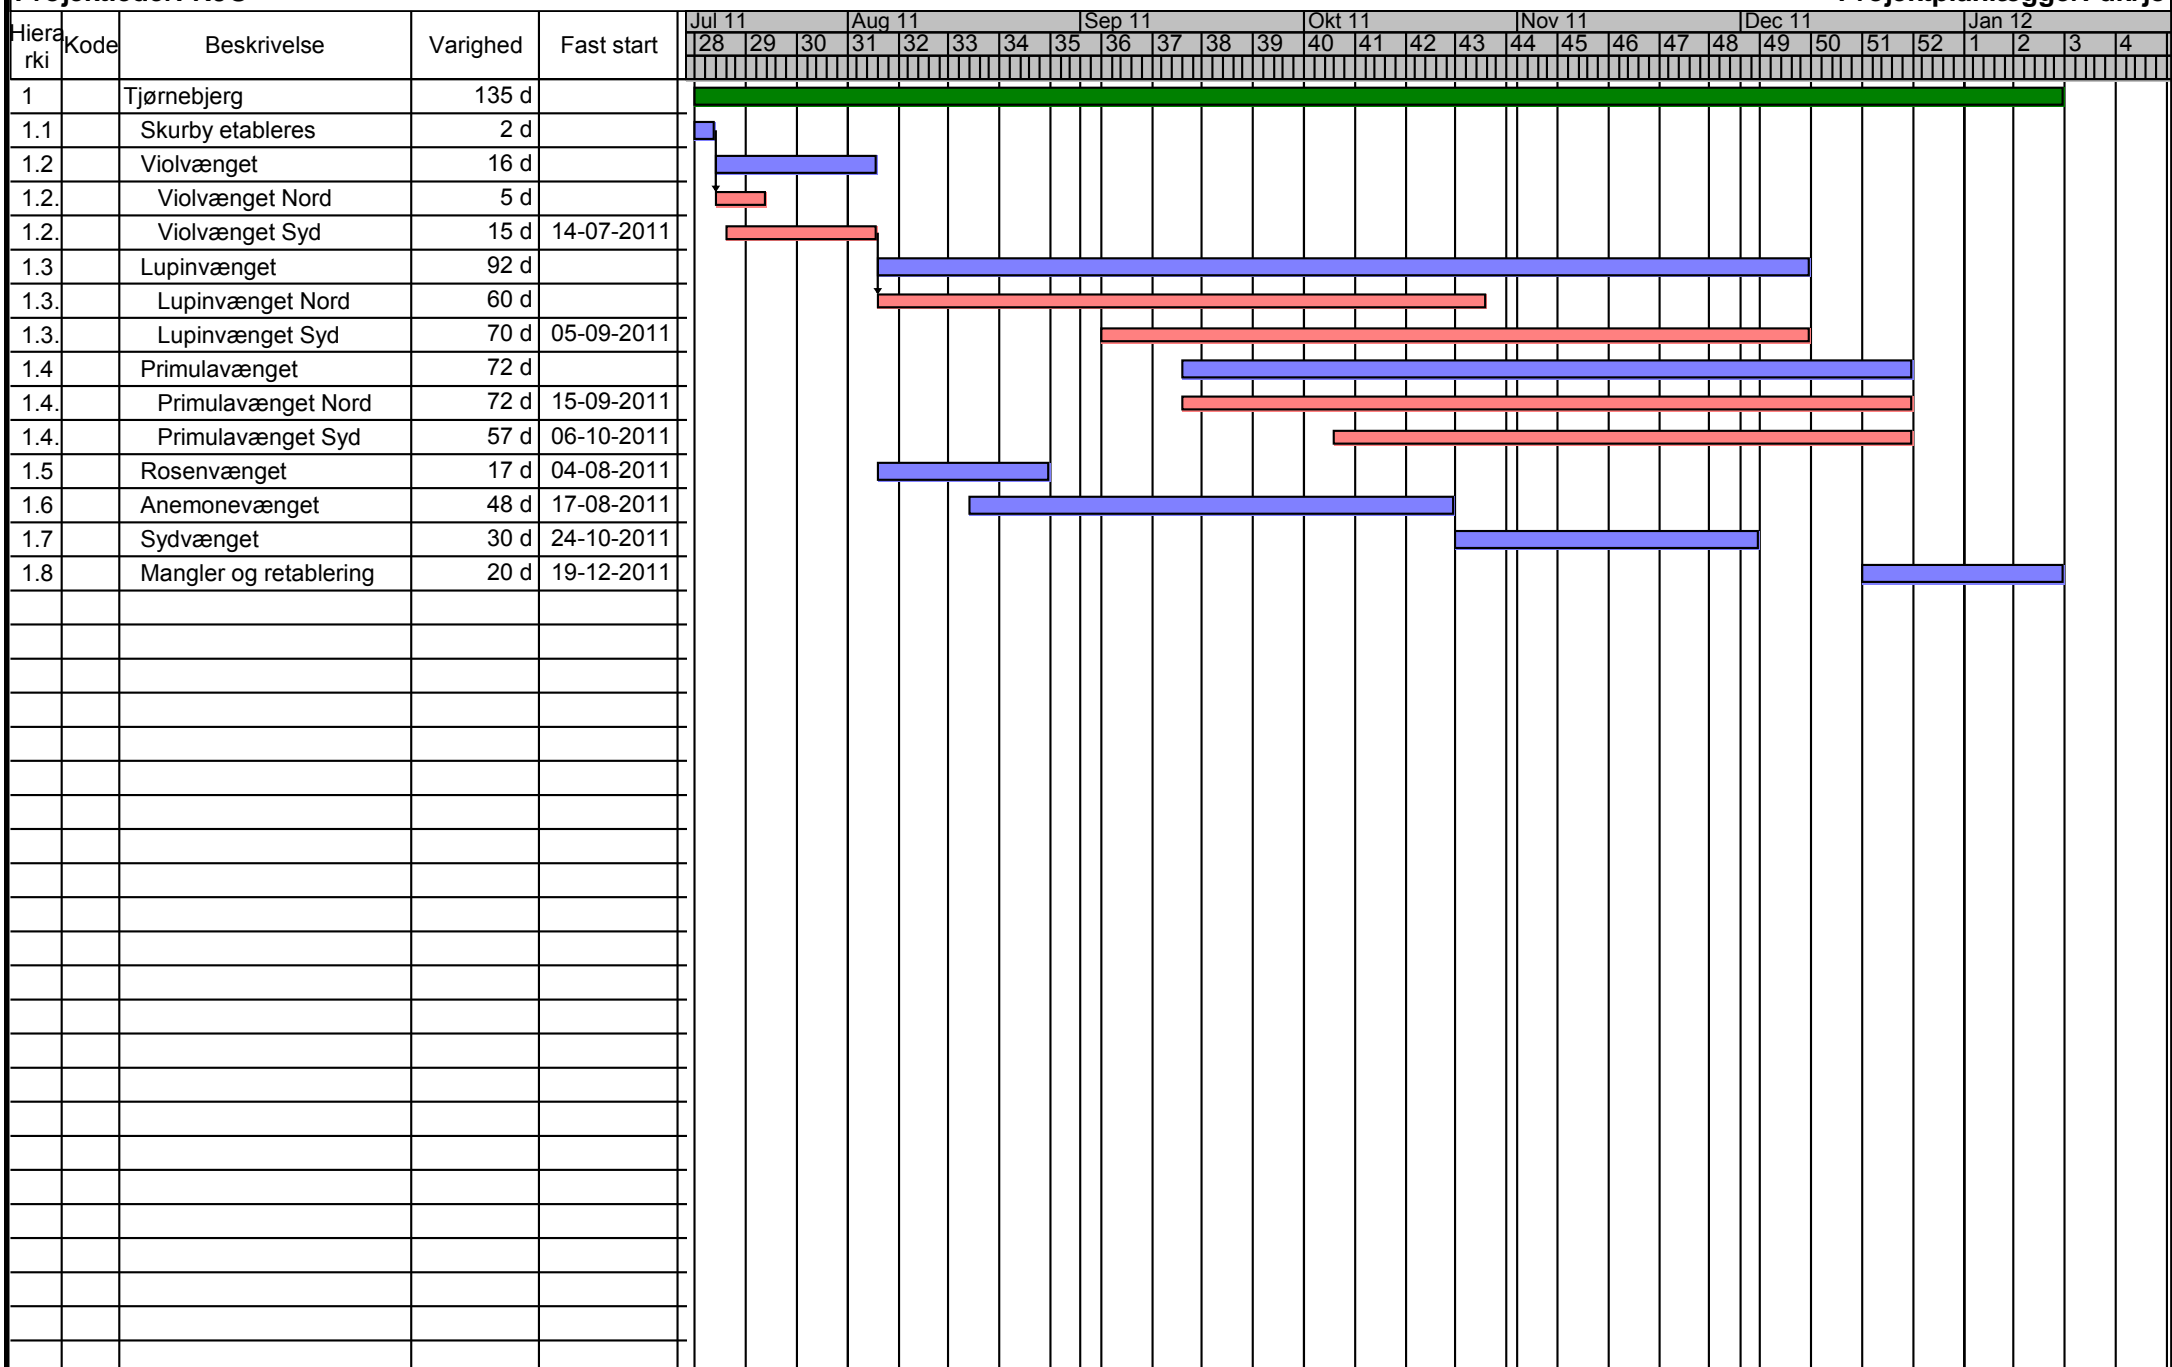 Jul 11 Aug 11 Sep 11 Okt 11 Nov 11 Dec 11 Jan 12
Hiera
rki Kode Beskrivelse Varighed Fast start
28 29 30 31 32 33 34 35 36 37 38 39 40 41 42 43 44 45 46 47 48 49 50 51 52 1 2 3 4
1 Tjørnebjerg 135 d
1.1 Skurby etableres 2 d
1.2 Violvænget 16 d
1.2. Violvænget Nord 5 d
1.2. Violvænget Syd 15 d 14-07-2011
1.3 Lupinvænget 92 d
1.3. Lupinvænget Nord 60 d
1.3. Lupinvænget Syd 70 d 05-09-2011
1.4 Primulavænget 72 d
1.4. Primulavænget Nord 72 d 15-09-2011
1.4. Primulavænget Syd 57 d 06-10-2011
1.5 Rosenvænget 17 d 04-08-2011
1.6 Anemonevænget 48 d 17-08-2011
1.7 Sydvænget 30 d 24-10-2011
1.8 Mangler og retablering 20 d 19-12-2011